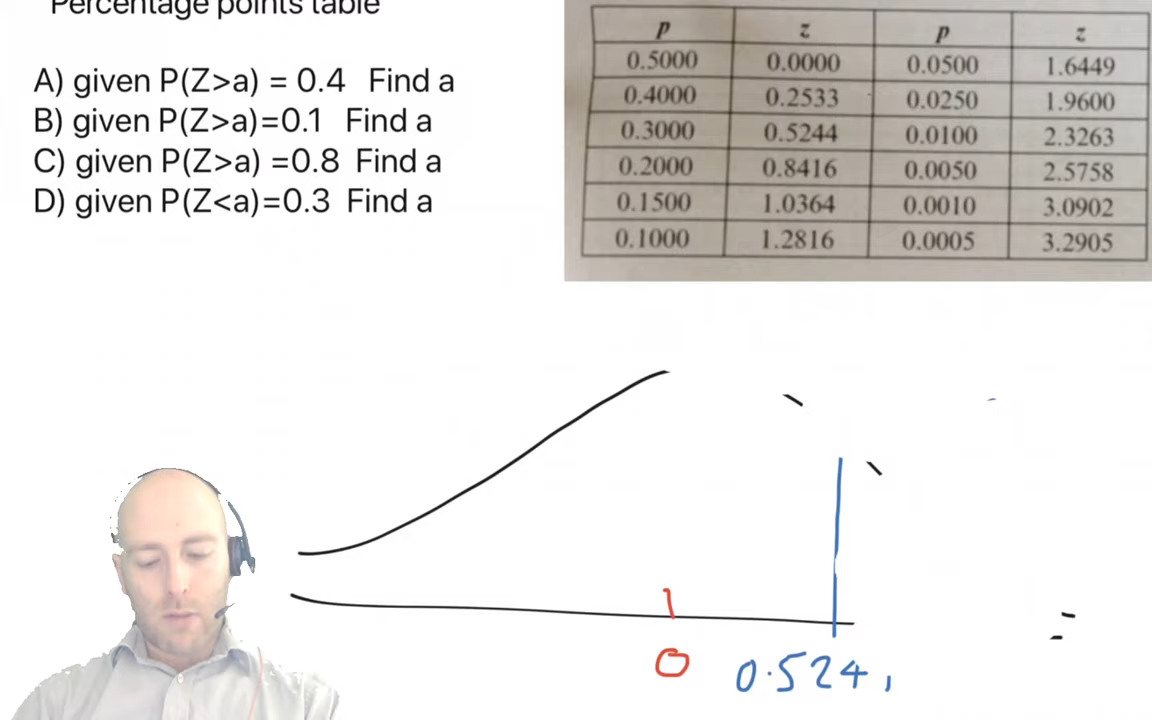 Percentage points table
A) given P(Z>a) = 0.4 Find a
B) given P(Z>a)=0.1 Find a
C) given P(Z>a) =0.8 Find a
D) given P(Z<a)=0.3 Find a
p z p z
0.5000 0.0000 0.0500 1.6449
0.4000 0.2533 0.0250 1.9600
0.3000 0.5244 0.0100 2.3263
0.2000 0.8416 0.0050 2.5758
0.1500 1.0364 0.0010 3.0902
0.1000 1.2816 0.0005 3.2905
0 0.524